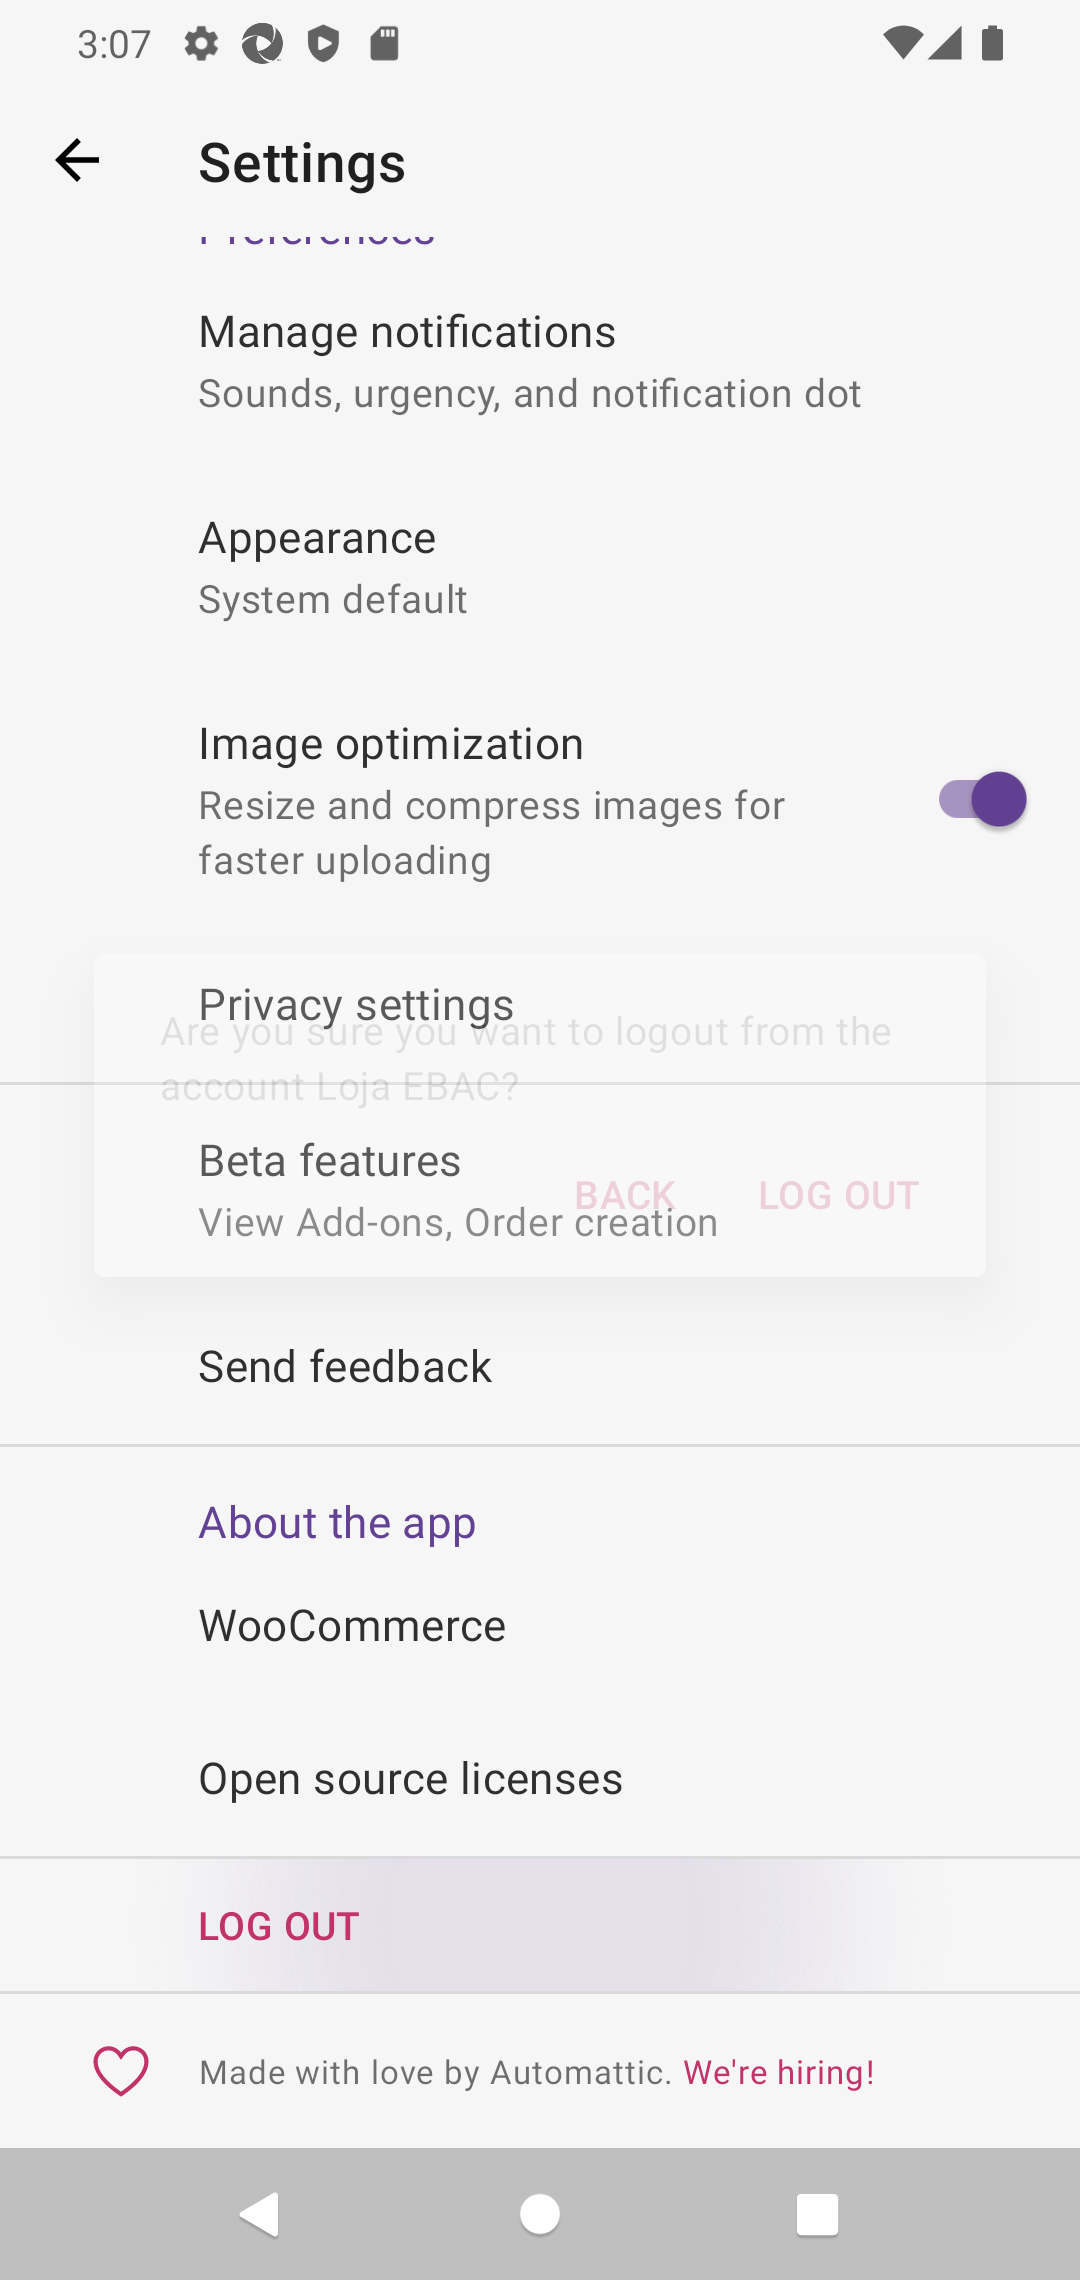 3:07
Settings
Preferences
Manage notifications
Sounds, urgency, and notification dot
Appearance
System default
Image optimization
Resize and compress images for
faster uploading
Privacy settings
Are you sure you want to logout from the
account Loja EBAC?
Beta features
BACK LOG OUT
View Add-ons, Order creation
Send feedback
About the app
WooCommerce
Open source licenses
LOG OUT
Made with love by Automattic. We're hiring!